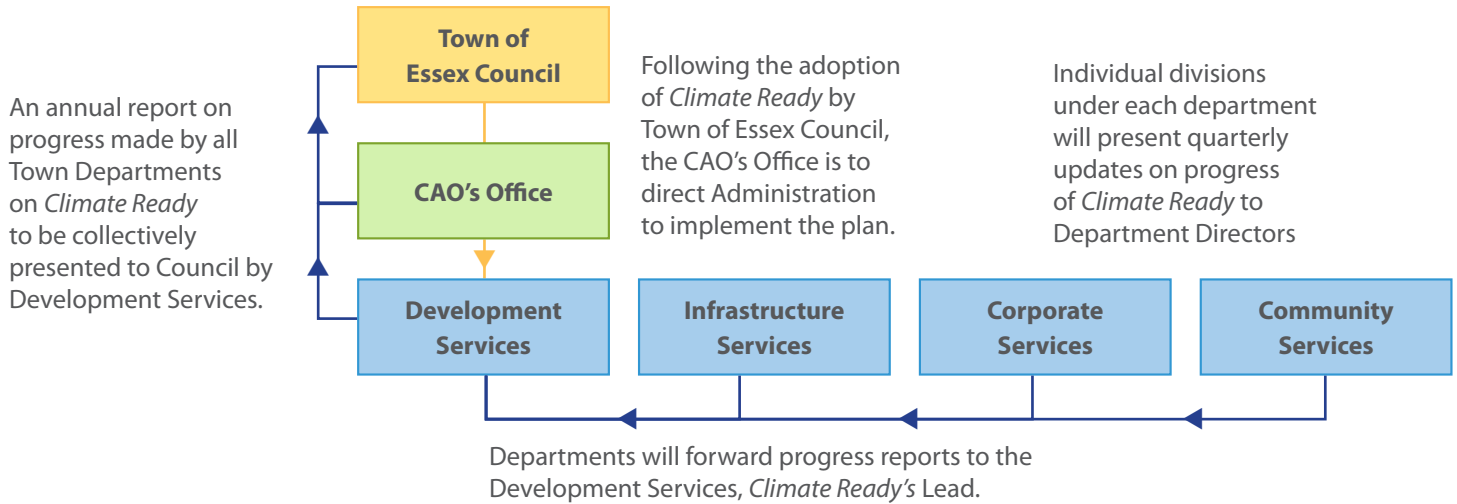 Town of
Essex Council
An annual report on
progress made by all
Town Departments
on Climate Ready
to be collectively
presented to Council by
Development Services.
CAO's Office
Following the adoption
of Climate Ready by
Town of Essex Council,
the CAO's Office is to
direct Administration
to implement the plan.
Individual divisions
under each department
will present quarterly
updates on progress
of Climate Ready to
Department Directors
Development
Services
Infrastructure
Services
Corporate
Services
Community
Services
Departments will forward progress reports to the
Development Services, Climate Ready's Lead.